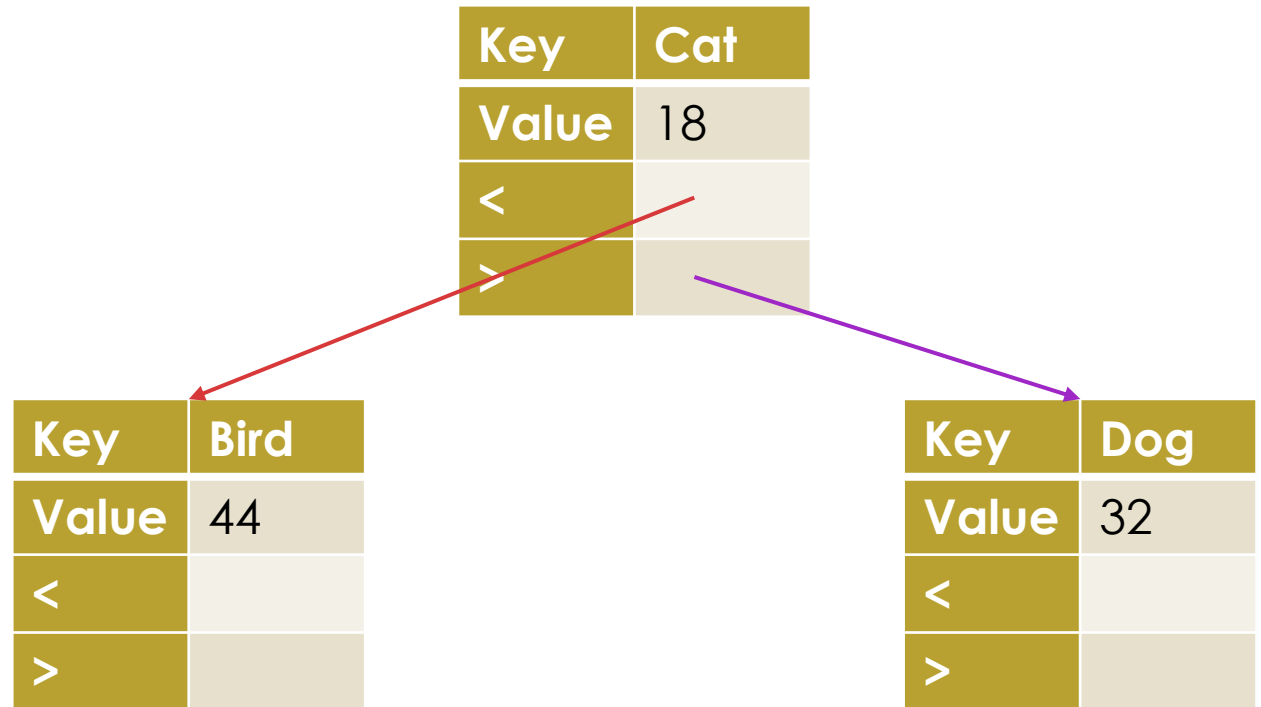 Key Cat
Value 18
<
>
Key Bird
Value 44
<
>
Key Dog
Value 32
<
>